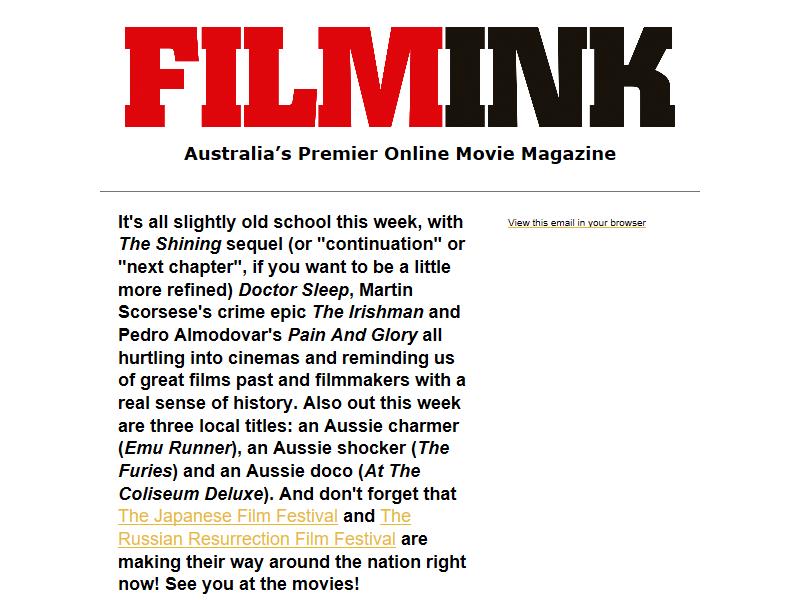 FILMINK
Australia’s Premier Online Movie Magazine
It's all slightly old school this week, with
The Shining sequel (or "continuation" or
"next chapter", if you want to be a little
more refined) Doctor Sleep, Martin
Scorsese's crime epic The Irishman and
Pedro Almodovar's Pain And Glory all
hurtling into cinemas and reminding us
of great films past and filmmakers with a
real sense of history. Also out this week
are three local titles: an Aussie charmer
(Emu Runner), an Aussie shocker (The
Furies) and an Aussie doco (At The
Coliseum Deluxe). And don't forget that
The Japanese Film Festival and The
Russian Resurrection Film Festival are
making their way around the nation right
now! See you at the movies!
View this email in your browser